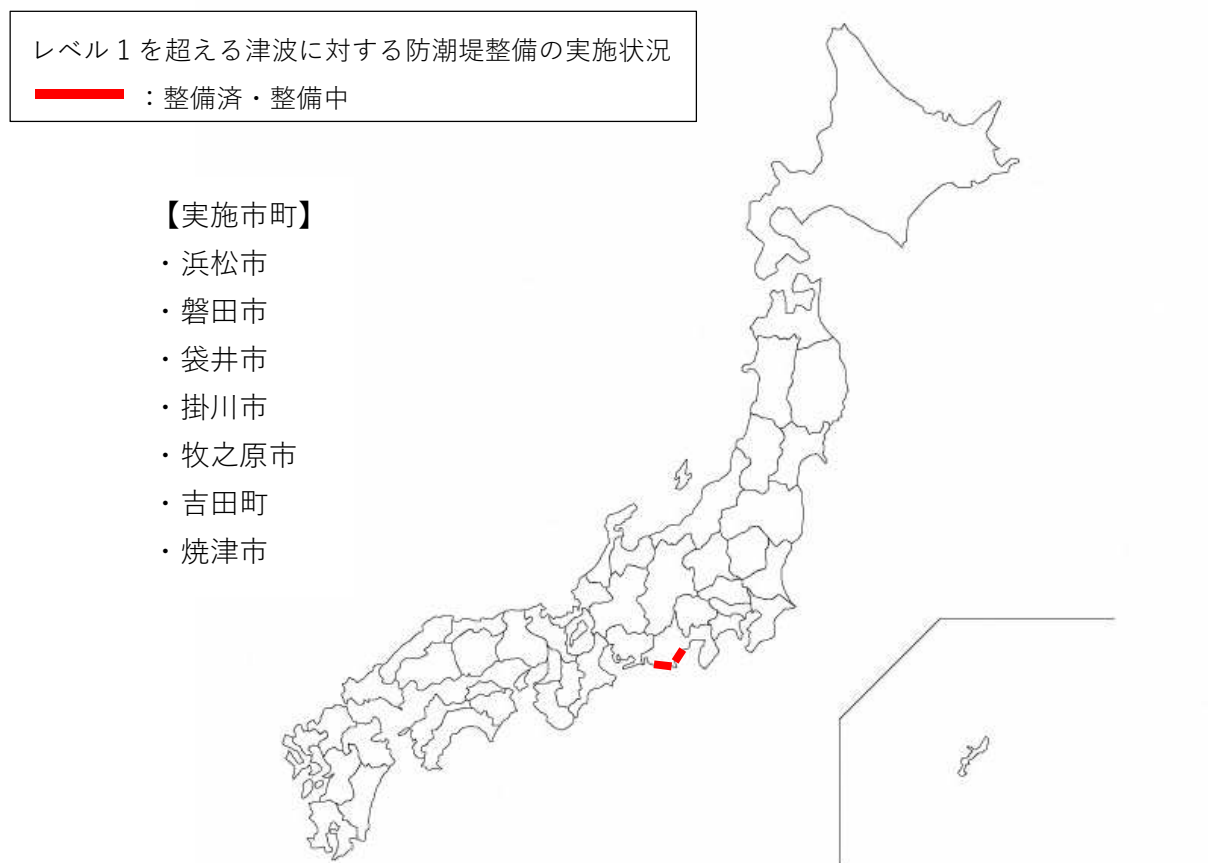 レベル１を超える津波に対する防潮堤整備の実施状況
：整備済・整備中
【実施市町】
・浜松市
・磐田市
・袋井市
・掛川市
・牧之原市
・吉田町
・焼津市